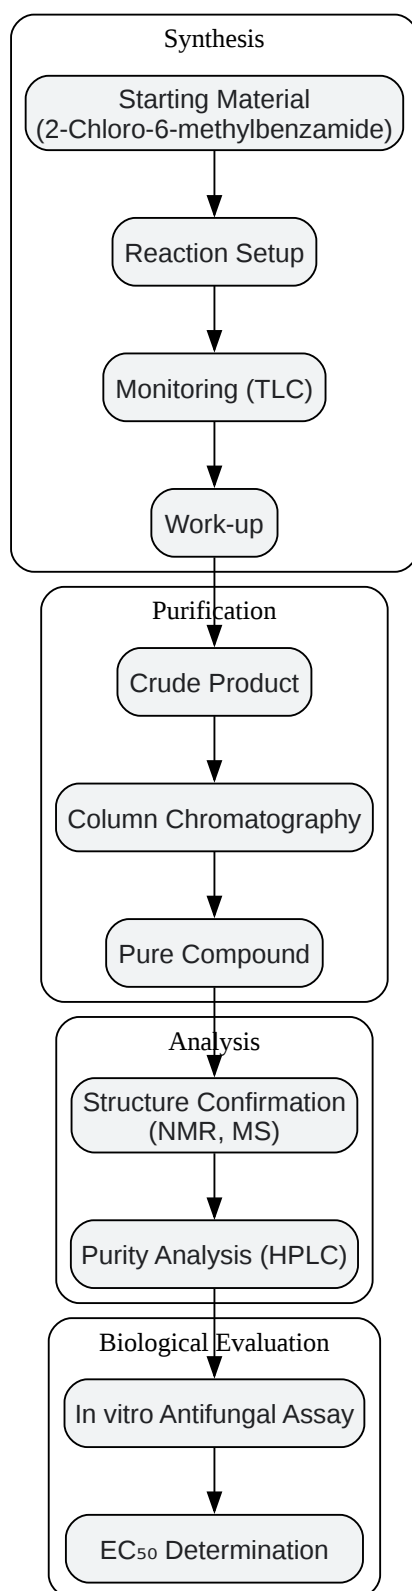 Synthesis
Starting Material
(2-Chloro-6-methylbenzamide)
Reaction Setup
Monitoring (TLC)
Work-up
Purification
Crude Product
Column Chromatography
Pure Compound
Analysis
Structure Confirmation
(NMR, MS)
Purity Analysis (HPLC)
Biological Evaluation
In vitro Antifungal Assay
EC₅₀ Determination